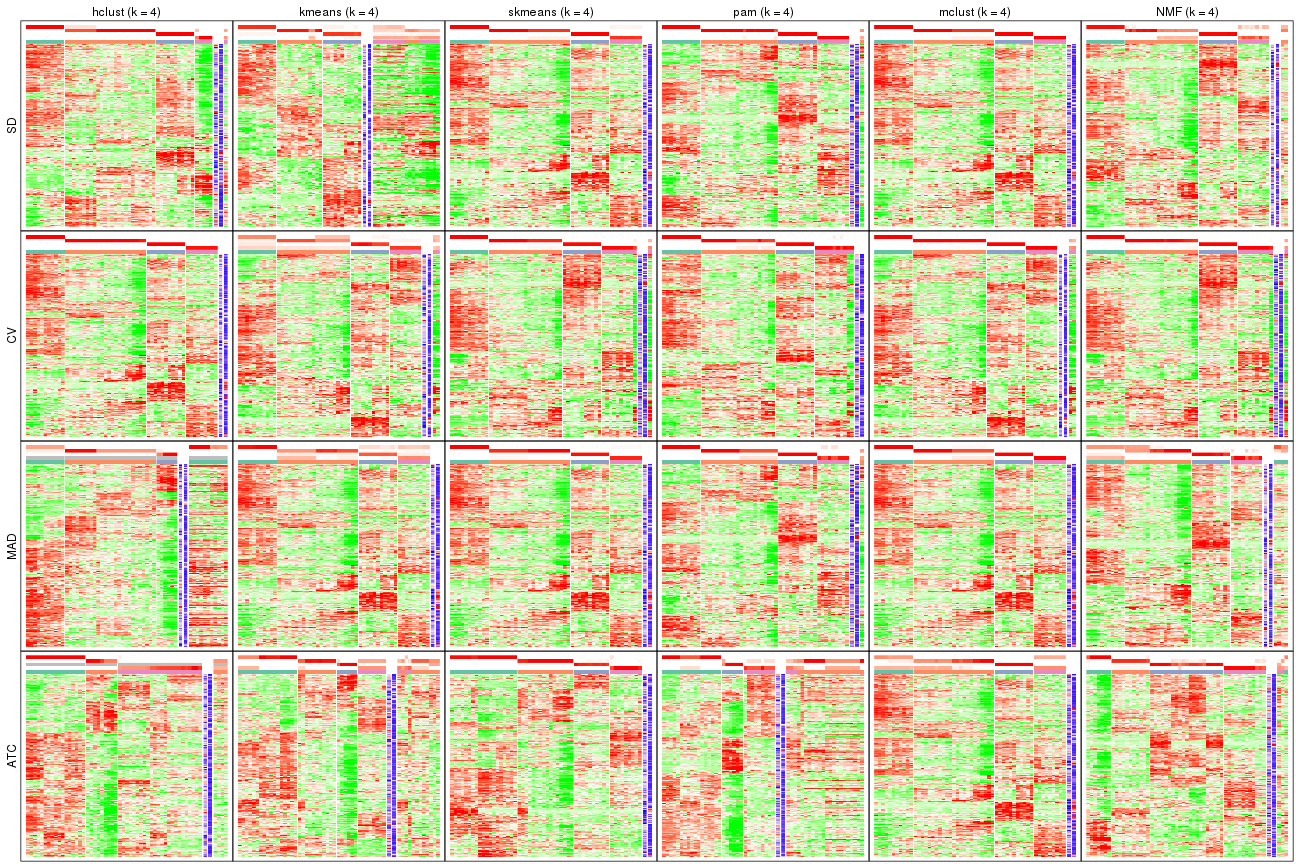 hclust (k = 4) kmeans (k = 4) skmeans (k = 4) pam (k = 4) mclust (k = 4) NMF (k = 4)
SD
CV
MAD
ATC